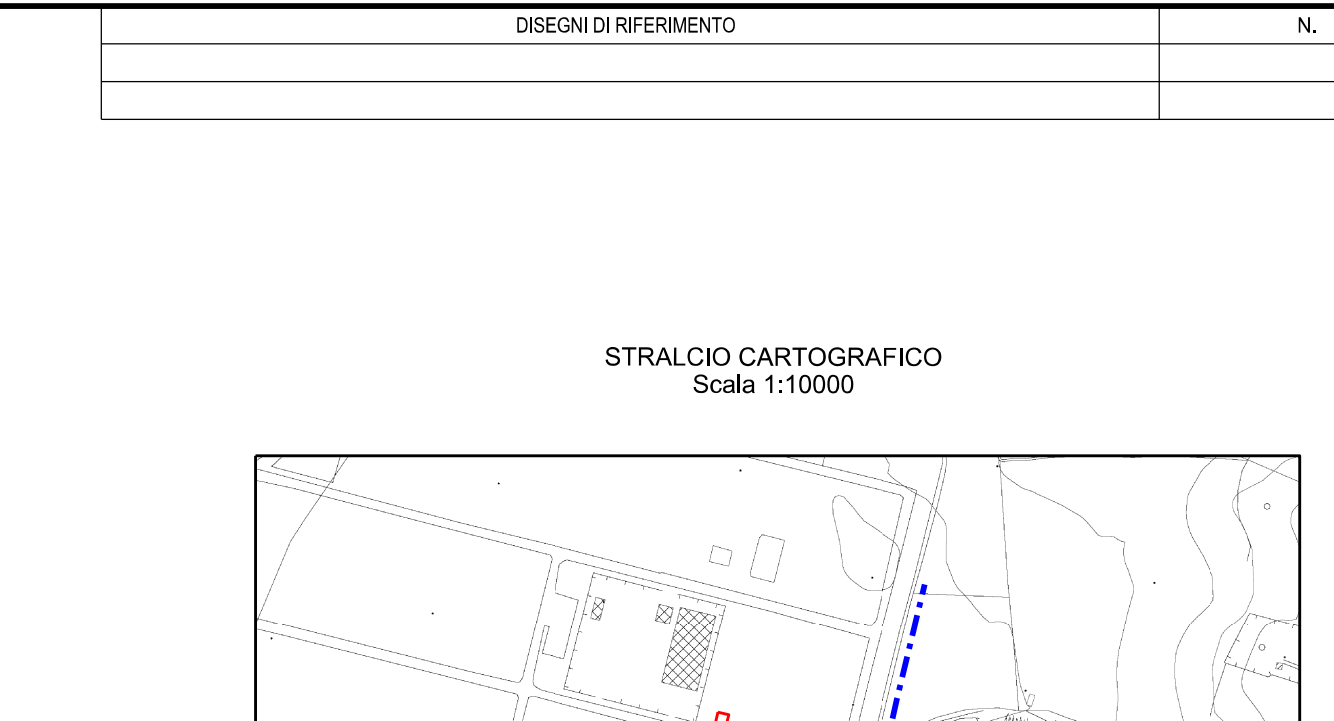 DISEGNI DI RIFERIMENTO
N.
STRALCIO CARTOGRAFICO
Scala 1:10000